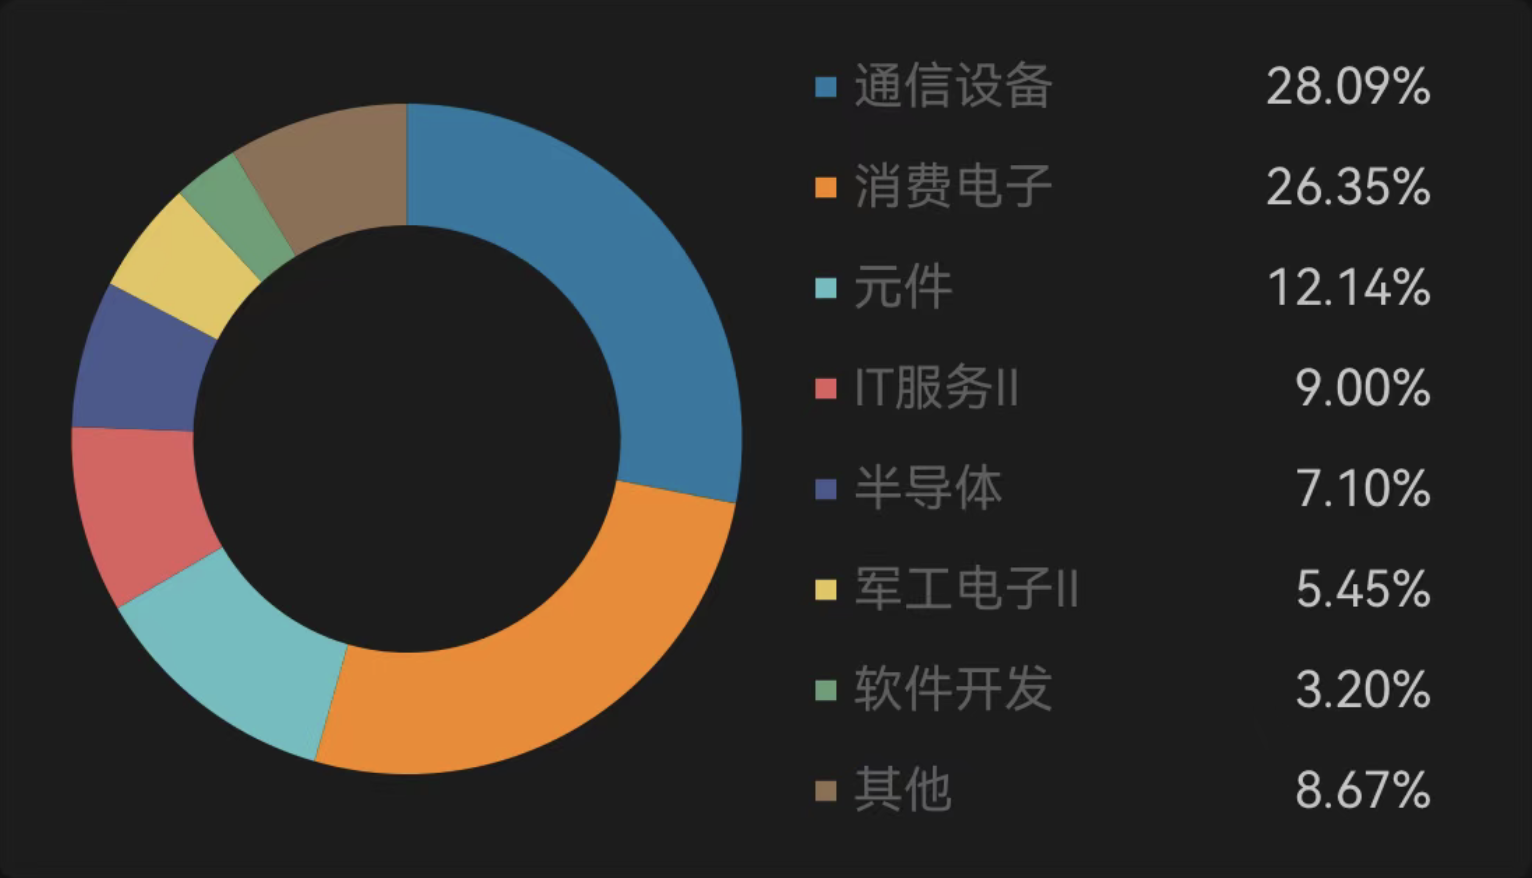 通信设备 28.09%
消费电子 26.35%
元件 12.14%
IT服务II 9.00%
半导体 7.10%
军工电子II 5.45%
软件开发 3.20%
其他 8.67%